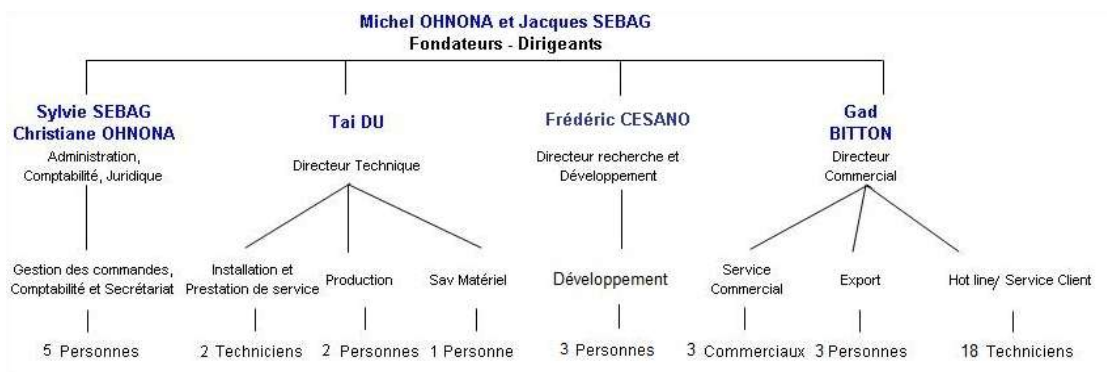 Michel OHNONA et Jacques SEBAG
Fondateurs - Dirigeants
Sylvie SEBAG
Christiane OHNONA
Administration,
Comptabilité, Juridique
Tai DU
Directeur Technique
Frédéric CESANO
Directeur recherche et
Développement
Gad
BITTON
Directeur
Commercial
Gestion des commandes,
Comptabilité et Secrétariat
Installation et
Prestation de service
Production
Sav Matériel
Développement
Service
Commercial
Export
Hot line/ Service Client
5 Personnes
2 Techniciens
2 Personnes
1 Personne
3 Personnes
3 Commerciaux
3 Personnes
18 Techniciens